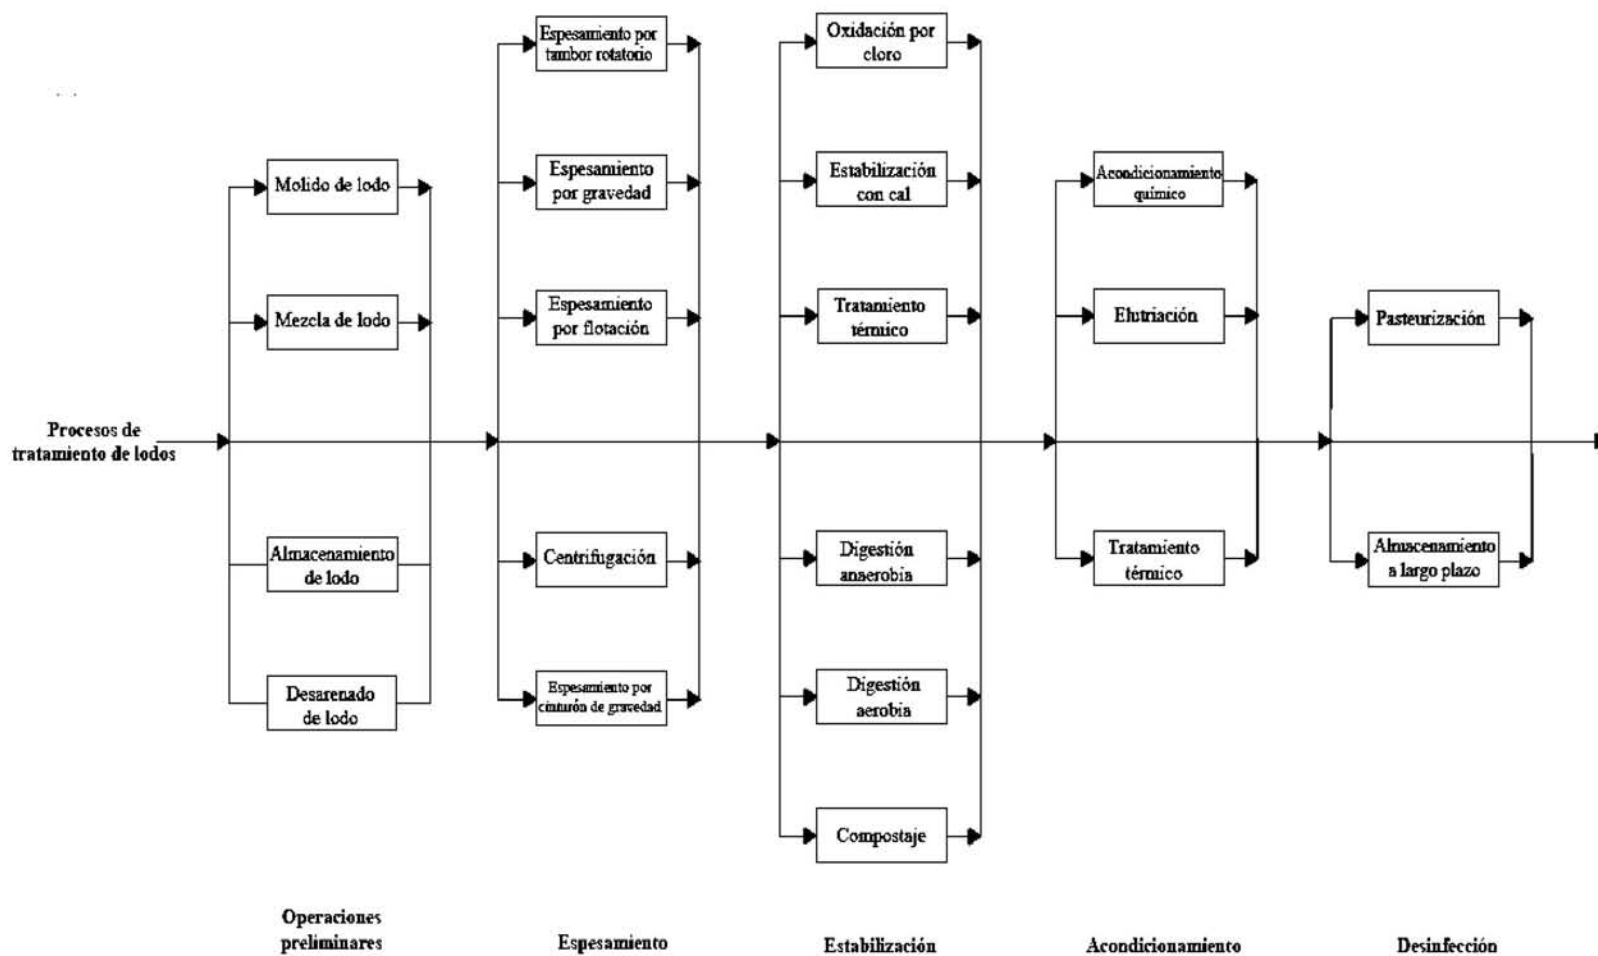 Procesos de
tratamiento de lodos
Molido de lodo
Mezcla de lodo
Almacenamiento
de lodo
Desarenado
de lodo
Operaciones
preliminares
Espesamiento por
tambor rotatorio
Espesamiento
por gravedad
Espesamiento
por flotación
Centrifugación
Espesamiento por
cinturón de gravedad
Espesamiento
Oxidación por
cloro
Estabilización
con cal
Tratamiento
térmico
Digestión
anaerobia
Digestión
aerobia
Compostaje
Estabilización
Acondicionamiento
químico
Elutriación
Tratamiento
térmico
Acondicionamiento
Pasteurización
Almacenamiento
a largo plazo
Desinfección